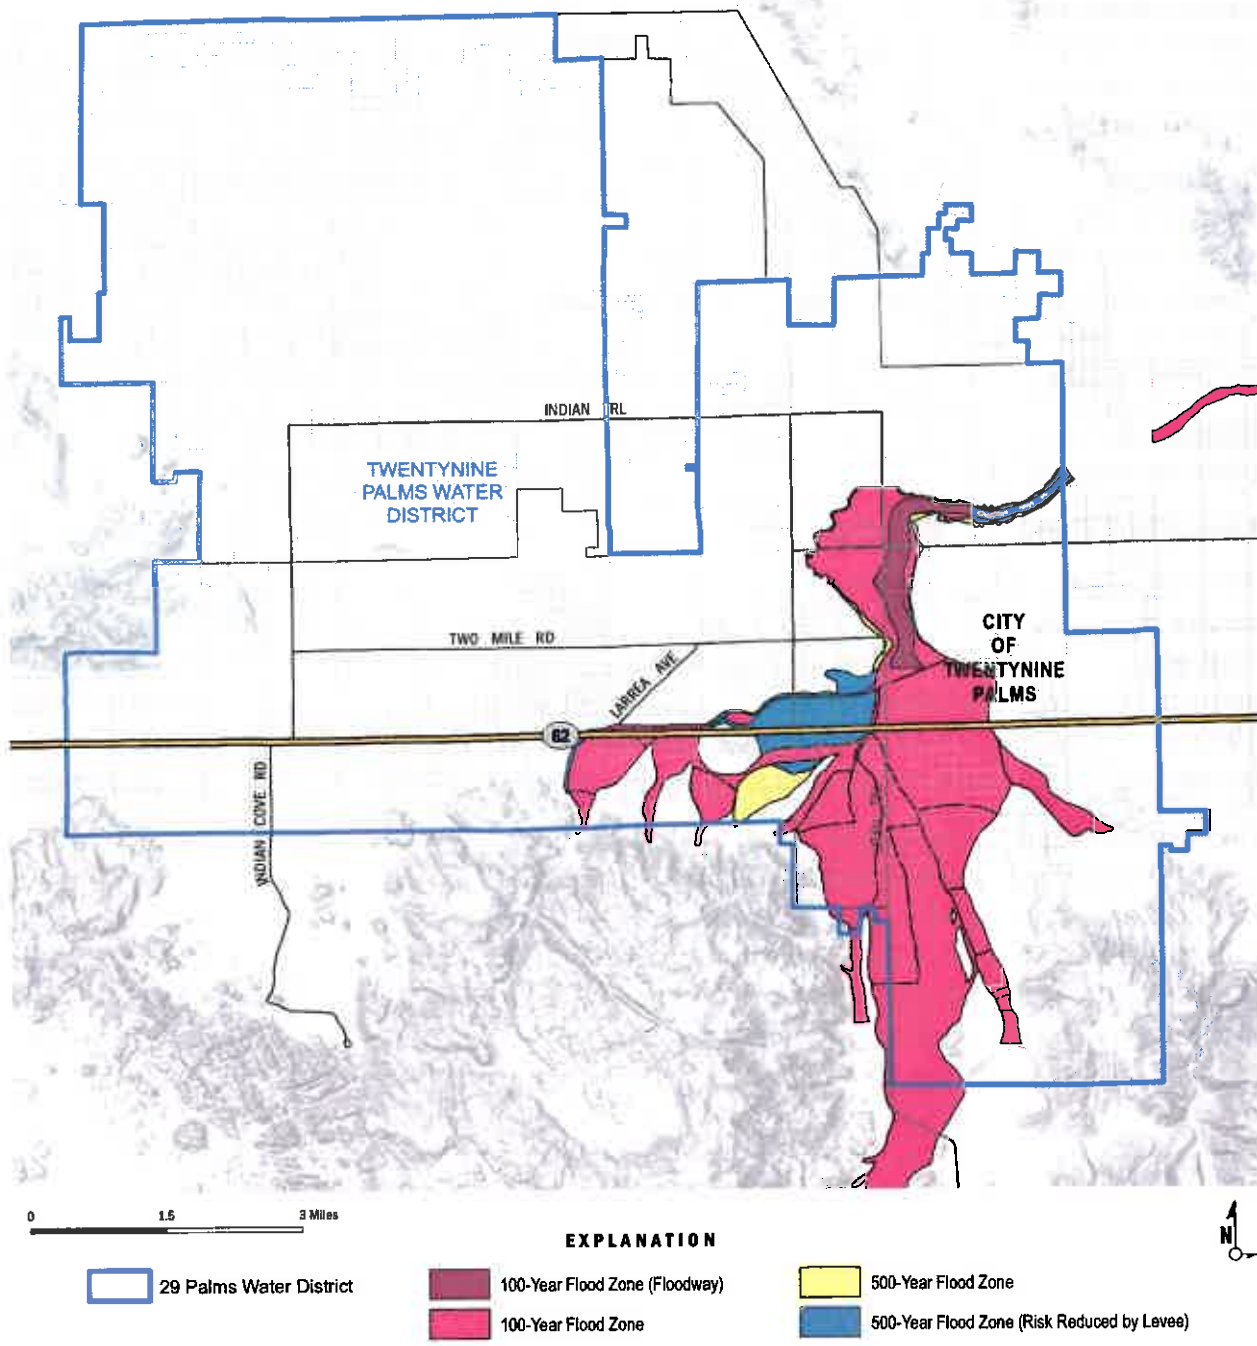 INDIAN RL
TWENTYNINE
PALMS WATER
DISTRICT
TWO MILE RD
LARREA AVE
CITY
OF
TWENTYNINE
PALMS
62
INDIAN COVE RD
0 1.5 3 Miles
N
EXPLANATION
29 Palms Water District
100-Year Flood Zone (Floodway)
100-Year Flood Zone
500-Year Flood Zone
500-Year Flood Zone (Risk Reduced by Levee)